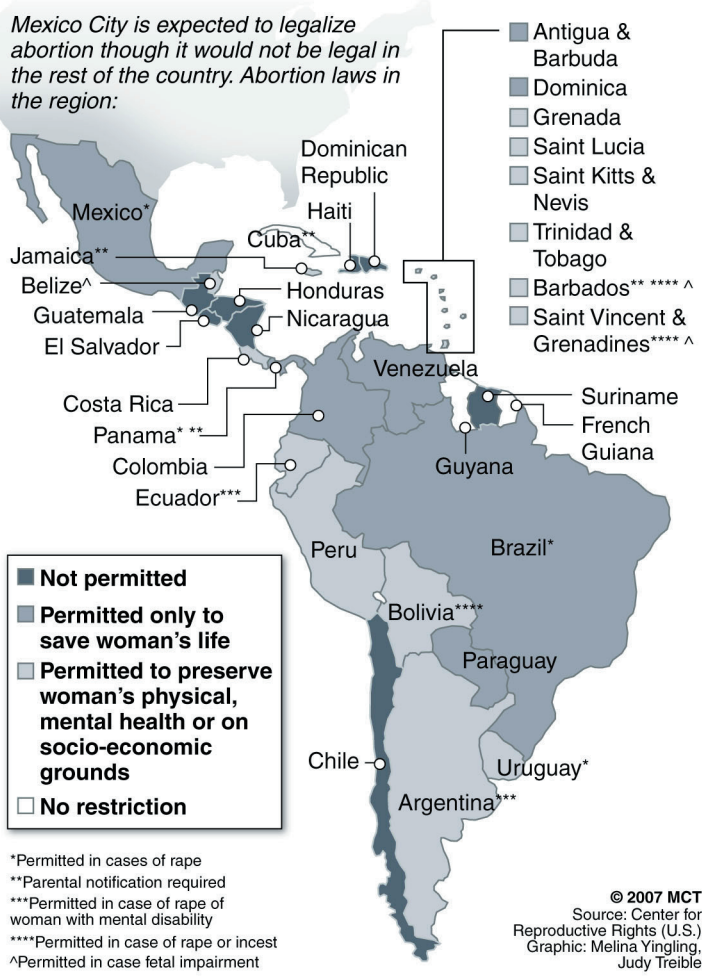 Mexico City is expected to legalize
abortion though it would not be legal in
the rest of the country. Abortion laws in
the region:
Antigua &
Barbuda
Dominica
Grenada
Saint Lucia
Saint Kitts &
Nevis
Trinidad &
Tobago
Barbados** **** ^
Saint Vincent &
Grenadines**** ^
Dominican
Republic
Haiti
Mexico*
Cuba**
Jamaica**
Belize^
Honduras
Guatemala
Nicaragua
El Salvador
Venezuela
Costa Rica
Suriname
Panama* **
French
Guiana
Colombia
Guyana
Ecuador***
Peru
Brazil*
Bolivia****
Paraguay
Chile
Uruguay*
Argentina***
Not permitted
Permitted only to
save woman's life
Permitted to preserve
woman's physical,
mental health or on
socio-economic
grounds
No restriction
*Permitted in cases of rape
**Parental notification required
***Permitted in case of rape of
woman with mental disability
****Permitted in case of rape or incest
^Permitted in case fetal impairment
© 2007 MCT
Source: Center for
Reproductive Rights (U.S.)
Graphic: Melina Yingling,
Judy Treible